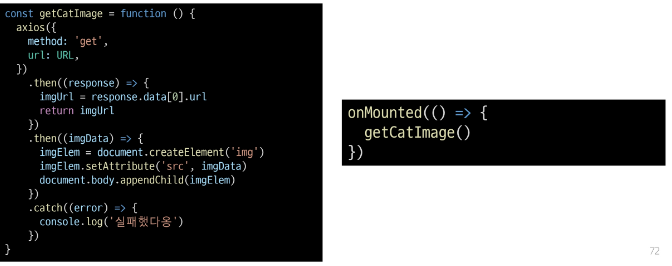 const getCatImage = function () {
  axios({
    method: 'get',
    url: URL,
  })
    .then((response) => {
      imgUrl = response.data[0].url
      return imgUrl
    })
    .then((imgData) => {
      imgElem = document.createElement('img')
      imgElem.setAttribute('src', imgData)
      document.body.appendChild(imgElem)
    })
    .catch((error) => {
      console.log('실패했다옹')
    })
}
onMounted(() => {
  getCatImage()
})
72